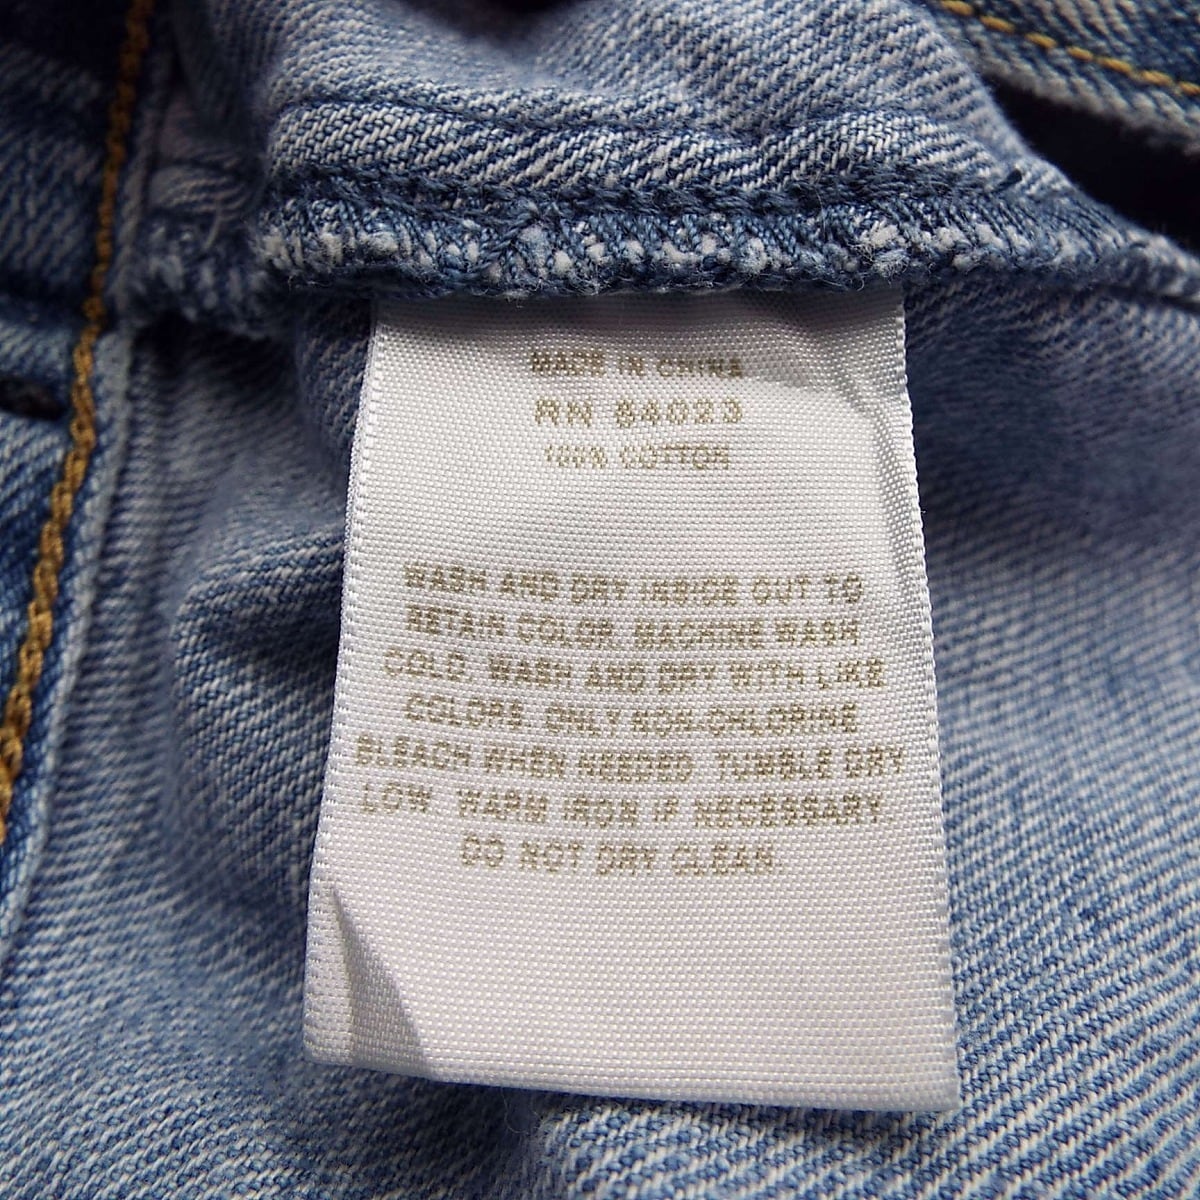 MADE IN CHINA
RN 54023
100% COTTON
WASH AND DRY INSIDE OUT TO
RETAIN COLOR. MACHINE WASH
COLD. WASH AND DRY WITH LIKE
COLORS. ONLY NON-CHLORINE
BLEACH WHEN NEEDED. TUMBLE DRY
LOW. WARM IRON IF NECESSARY
DO NOT DRY CLEAN.